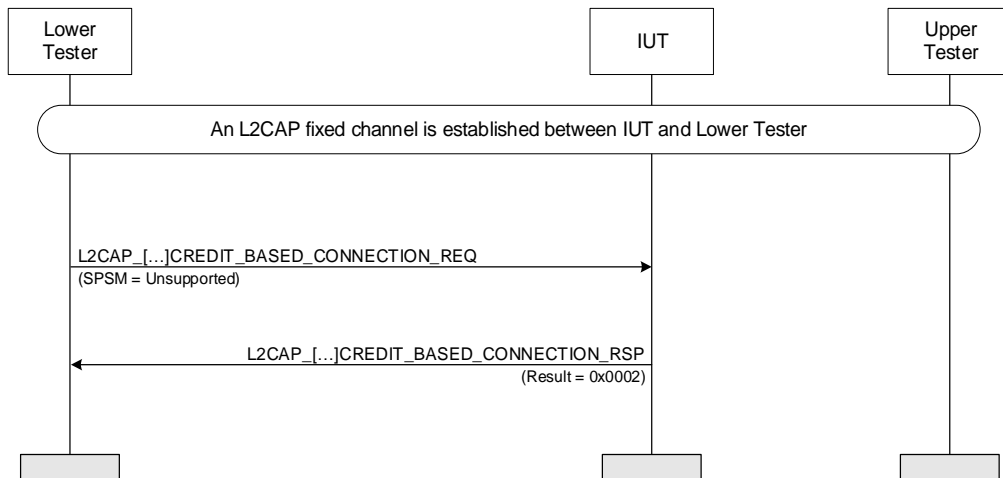 Lower
Tester
IUT
Upper
Tester
An L2CAP fixed channel is established between IUT and Lower Tester
L2CAP_[…]CREDIT_BASED_CONNECTION_REQ
(SPSM = Unsupported)
L2CAP_[…]CREDIT_BASED_CONNECTION_RSP
(Result = 0x0002)